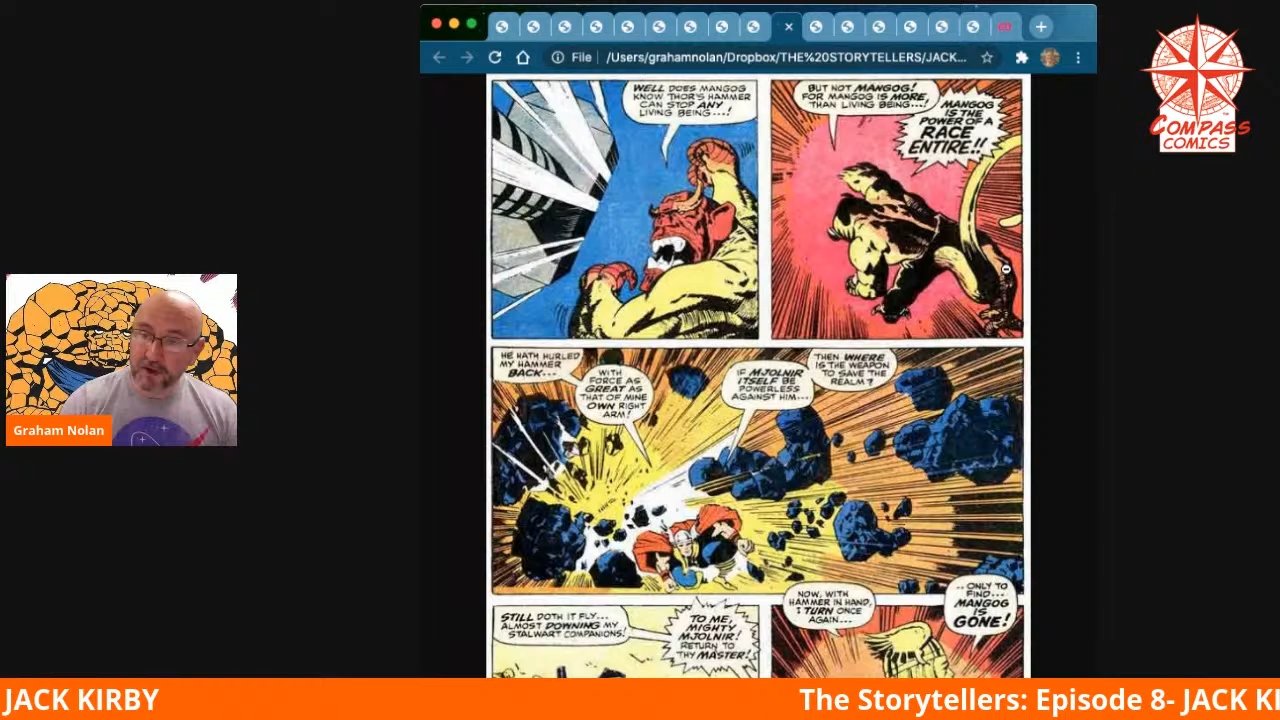 File /Users/grahamnolan/Dropbox/THE%20STORYTELLERS/JACK...
COMPASS
COMICS
WELL DOES MANGOG
KNOW THOR'S HAMMER
CAN STOP ANY
LIVING BEING---!
BUT NOT MANGOG!
FOR MANGOG IS MORE,
THAN LIVING BEING---!
MANGOG
IS THE
POWER OF A
RACE
ENTIRE!!
HE HATH HURLED
MY HAMMER
BACK---
WITH
FORCE AS
GREAT AS
THAT OF MINE
OWN RIGHT
ARM!
IF MJOLNIR
ITSELF BE
POWERLESS
AGAINST HIM---
THEN WHERE
IS THE WEAPON
TO SAVE THE
REALM?
Graham Nolan
STILL DOTH IT FLY---
ALMOST DOWNING MY
STALWART COMPANIONS!
TO ME,
MIGHTY
MJOLNIR!
RETURN TO
THY MASTER!
NOW, WITH
HAMMER IN HAND,
I TURN ONCE
AGAIN---
...ONLY TO
FIND---
MANGOG
IS
GONE!
JACK KIRBY
The Storytellers: Episode 8- JACK KI